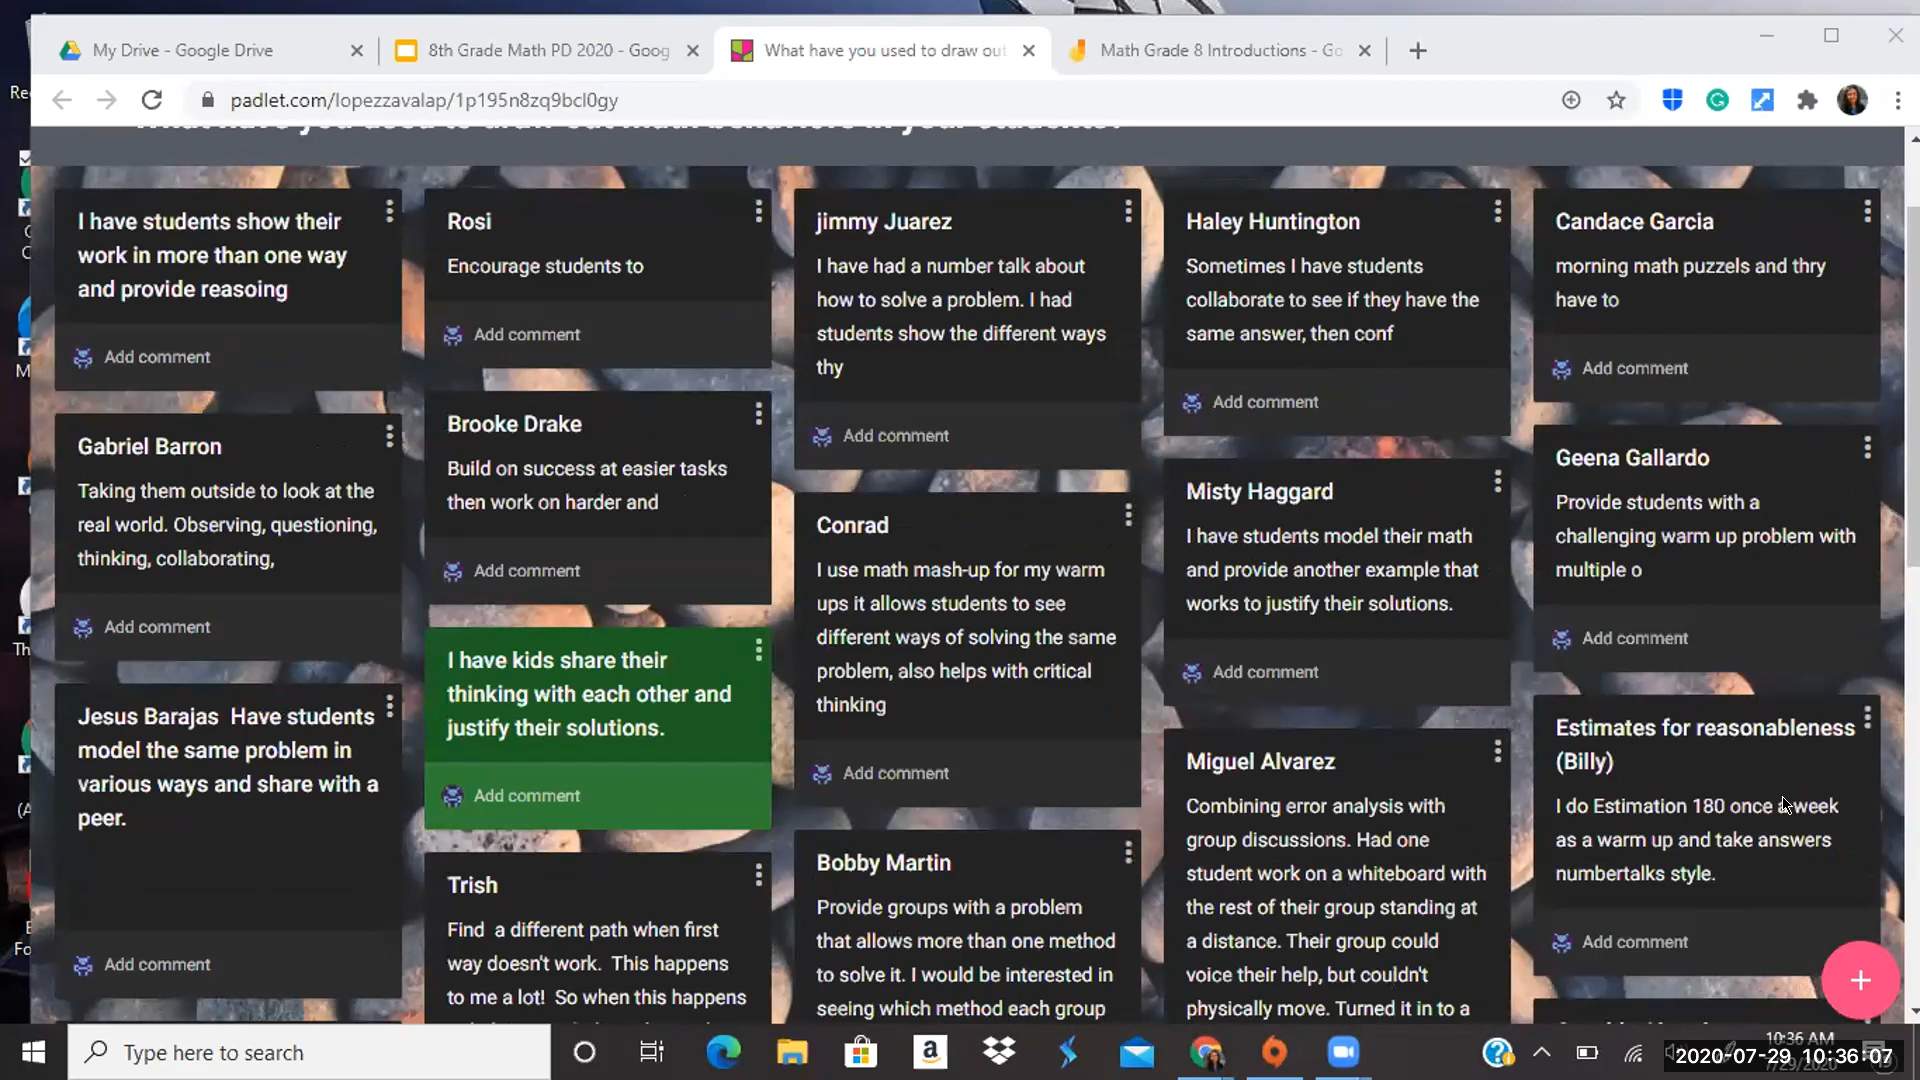 My Drive - Google Drive
8th Grade Math PD 2020 - Goog
What have you used to draw out
Math Grade 8 Introductions - Go
padlet.com/lopezzavalap/1p195n8zq9bcl0gy
What have you used to draw out math behaviors in your students?
I have students show their
work in more than one way
and provide reasoing
Add comment
Gabriel Barron
Taking them outside to look at the
real world. Observing, questioning,
thinking, collaborating,
Add comment
Jesus Barajas  Have students
model the same problem in
various ways and share with a
peer.
Add comment
Rosi
Encourage students to
Add comment
Brooke Drake
Build on success at easier tasks
then work on harder and
Add comment
I have kids share their
thinking with each other and
justify their solutions.
Add comment
Trish
Find  a different path when first
way doesn't work.  This happens
to me a lot!  So when this happens
jimmy Juarez
I have had a number talk about
how to solve a problem. I had
students show the different ways
thy
Add comment
Conrad
I use math mash-up for my warm
ups it allows students to see
different ways of solving the same
problem, also helps with critical
thinking
Add comment
Bobby Martin
Provide groups with a problem
that allows more than one method
to solve it. I would be interested in
seeing which method each group
Haley Huntington
Sometimes I have students
collaborate to see if they have the
same answer, then conf
Add comment
Misty Haggard
I have students model their math
and provide another example that
works to justify their solutions.
Add comment
Miguel Alvarez
Combining error analysis with
group discussions. Had one
student work on a whiteboard with
the rest of their group standing at
a distance. Their group could
voice their help, but couldn't
physically move. Turned it in to a
Candace Garcia
morning math puzzels and thry
have to
Add comment
Geena Gallardo
Provide students with a
challenging warm up problem with
multiple o
Add comment
Estimates for reasonableness
(Billy)
I do Estimation 180 once a week
as a warm up and take answers
numbertalks style.
Add comment
Type here to search
10:36 AM
7/29/2020
2020-07-29 10:36:07